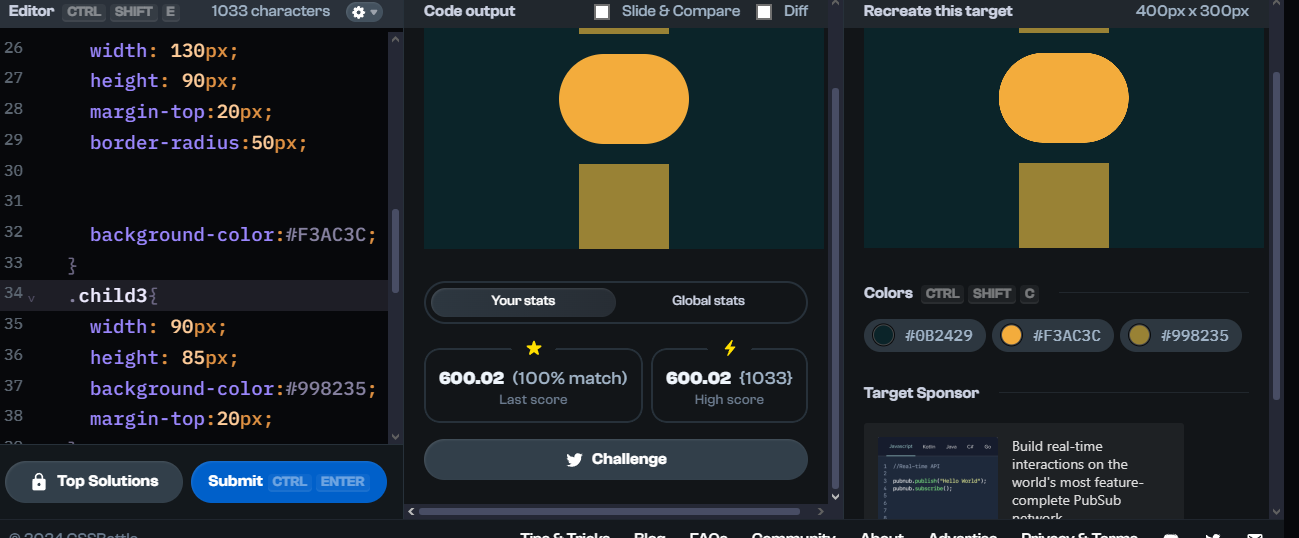 Editor CTRL SHIFT E 1033 characters
26 width: 130px;
27 height: 90px;
28 margin-top:20px;
29 border-radius:50px;
30
31
32 background-color:#F3AC3C;
33 }
34 .child3{
35 width: 90px;
36 height: 85px;
37 background-color:#998235;
38 margin-top:20px;
Top Solutions
Submit CTRL ENTER
Code output Slide & Compare Diff
Your stats Global stats
600.02 (100% match)
Last score
600.02 {1033}
High score
Challenge
Recreate this target 400px x 300px
Colors CTRL SHIFT C
#0B2429 #F3AC3C #998235
Target Sponsor
Javascript Kotlin Java C# Go
1 //Real-time API
2
3 pubnub.publish("Hello World");
4 pubnub.subscribe();
5
6
7
8
Build real-time
interactions on the
world's most feature-
complete PubSub
network
© 2024 CSSBattle
Tips & Tricks Blog FAQs Community About Advertise Privacy & Terms